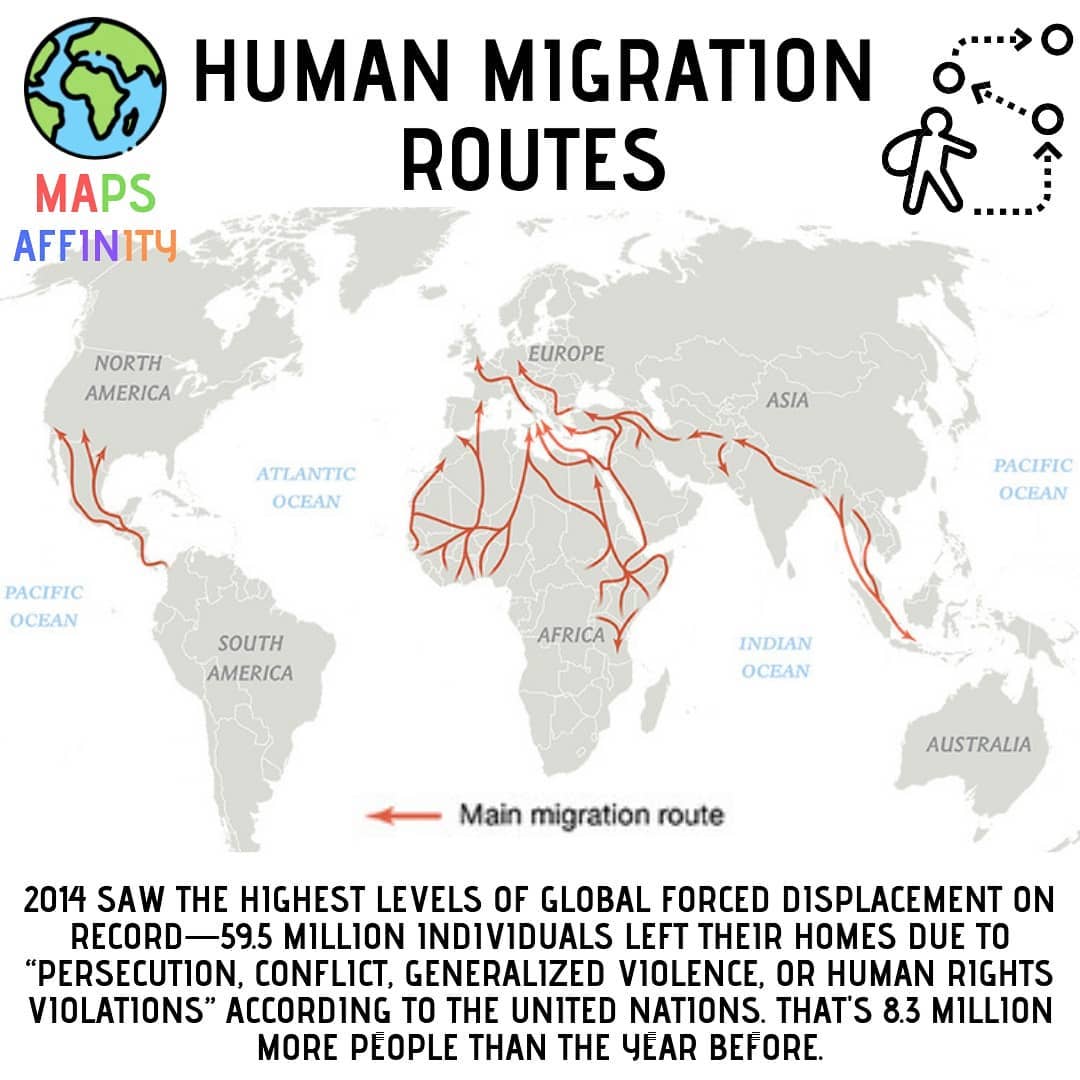 HUMAN MIGRATION
ROUTES
MAPS
AFFINITY
NORTH
AMERICA
EUROPE
ASIA
ATLANTIC
OCEAN
PACIFIC
OCEAN
PACIFIC
OCEAN
SOUTH
AMERICA
AFRICA
INDIAN
OCEAN
AUSTRALIA
Main migration route
2014 SAW THE HIGHEST LEVELS OF GLOBAL FORCED DISPLACEMENT ON
RECORD—59.5 MILLION INDIVIDUALS LEFT THEIR HOMES DUE TO
“PERSECUTION, CONFLICT, GENERALIZED VIOLENCE, OR HUMAN RIGHTS
VIOLATIONS” ACCORDING TO THE UNITED NATIONS. THAT'S 8.3 MILLION
MORE PEOPLE THAN THE YEAR BEFORE.